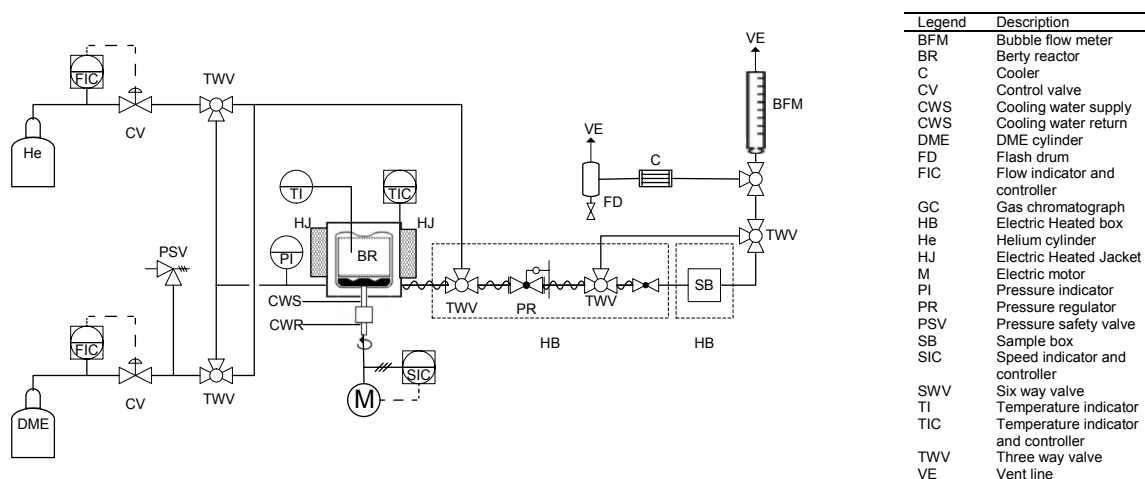 FIC
TWV
CV
He
PSV
FIC
CV
TWV
DME
TI
TIC
HJ
HJ
BR
PI
CWS
CWR
SIC
M
TWV
PR
TWV
HB
SB
HB
VE
FD
C
VE
BFM
TWV
Legend Description
BFM Bubble flow meter
BR Berty reactor
C Cooler
CV Control valve
CWS Cooling water supply
CWS Cooling water return
DME DME cylinder
FD Flash drum
FIC Flow indicator and
controller
GC Gas chromatograph
HB Electric Heated box
He Helium cylinder
HJ Electric Heated Jacket
M Electric motor
PI Pressure indicator
PR Pressure regulator
PSV Pressure safety valve
SB Sample box
SIC Speed indicator and
controller
SWV Six way valve
TI Temperature indicator
TIC Temperature indicator
and controller
TWV Three way valve
VE Vent line